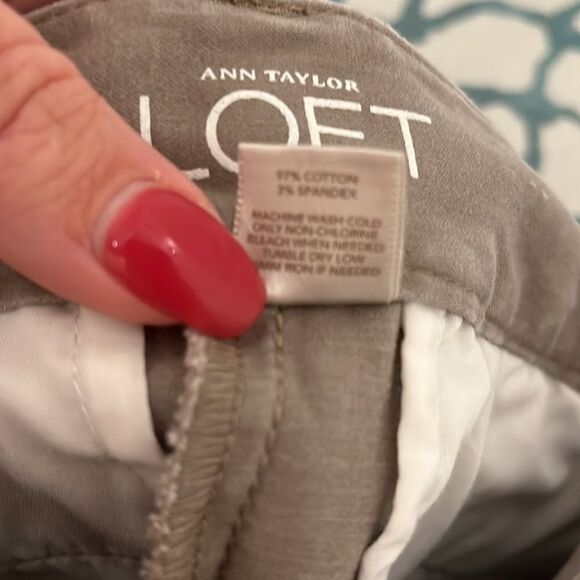 ANN TAYLOR
LOFT
97% COTTON
3% SPANDEX
MACHINE WASH COLD
ONLY NON-CHLORINE
BLEACH WHEN NEEDED
TUMBLE DRY LOW
WARM IRON IF NEEDED